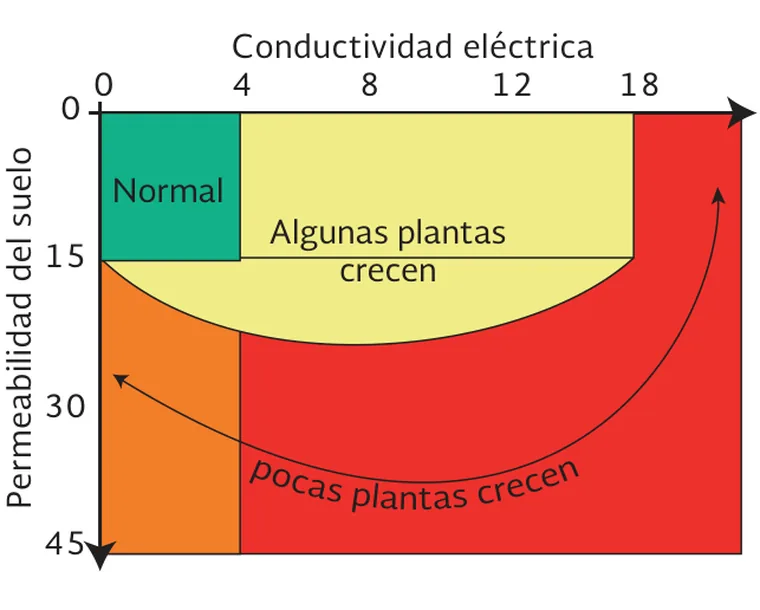 Conductividad eléctrica
0 4 8 12 18
0
Normal
Algunas plantas
15
crecen
30
pocas plantas crecen
45
Permeabilidad del suelo